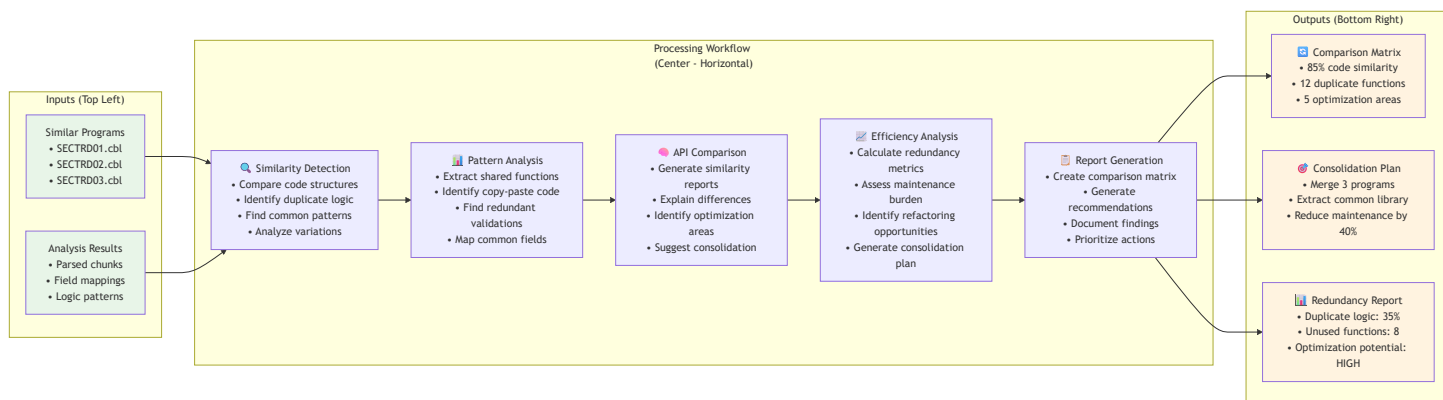 Inputs (Top Left)
Similar Programs
• SECTRD01.cbl
• SECTRD02.cbl
• SECTRD03.cbl
Analysis Results
• Parsed chunks
• Field mappings
• Logic patterns
Processing Workflow
(Center - Horizontal)
🔍 Similarity Detection
• Compare code structures
• Identify duplicate logic
• Find common patterns
• Analyze variations
📊 Pattern Analysis
• Extract shared functions
• Identify copy-paste code
• Find redundant
validations
• Map common fields
🧠 API Comparison
• Generate similarity
reports
• Explain differences
• Identify optimization
areas
• Suggest consolidation
📈 Efficiency Analysis
• Calculate redundancy
metrics
• Assess maintenance
burden
• Identify refactoring
opportunities
• Generate consolidation
plan
📋 Report Generation
• Create comparison matrix
• Generate
recommendations
• Document findings
• Prioritize actions
Outputs (Bottom Right)
🔄 Comparison Matrix
• 85% code similarity
• 12 duplicate functions
• 5 optimization areas
🎯 Consolidation Plan
• Merge 3 programs
• Extract common library
• Reduce maintenance by
40%
📊 Redundancy Report
• Duplicate logic: 35%
• Unused functions: 8
• Optimization potential:
HIGH